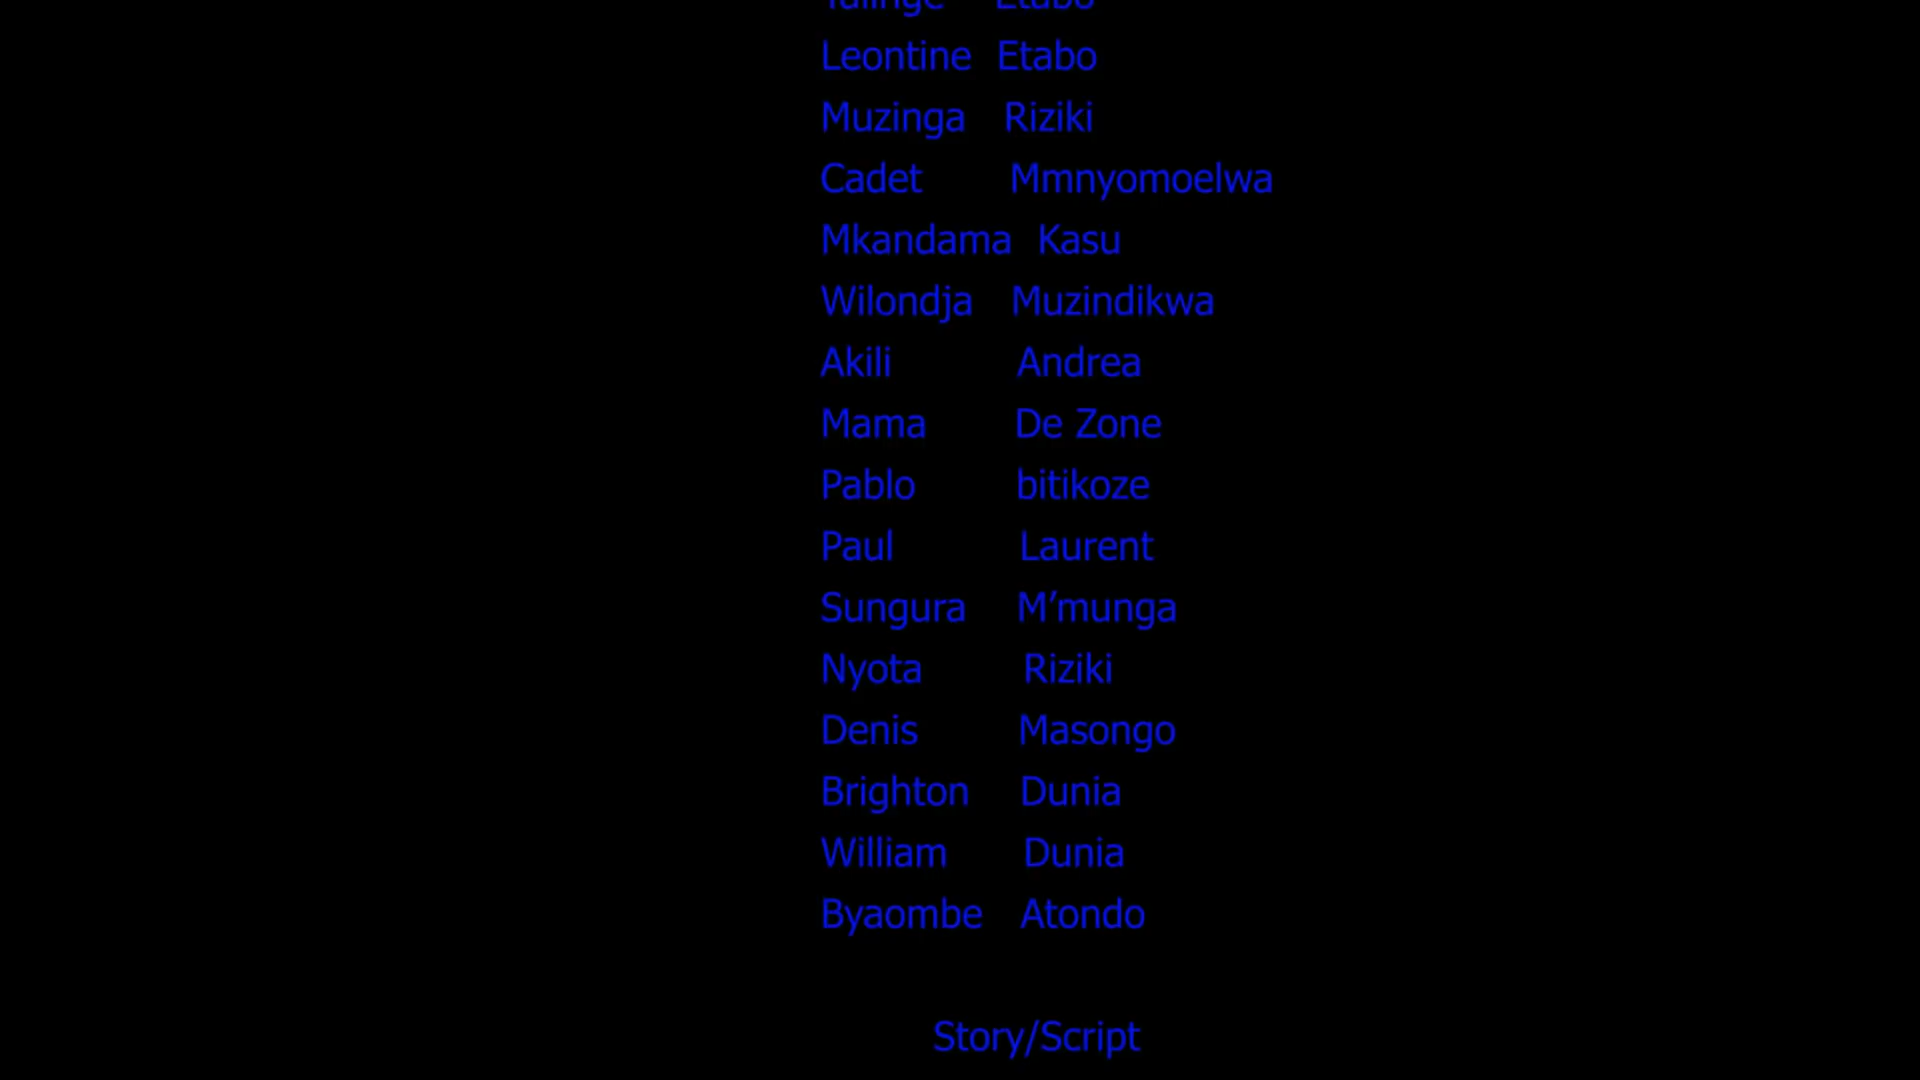 Etabo
Leontine Etabo
Muzinga Riziki
Cadet Mmnyomoelwa
Mkandama Kasu
Wilondja Muzindikwa
Akili Andrea
Mama De Zone
Pablo bitikoze
Paul Laurent
Sungura M’munga
Nyota Riziki
Denis Masongo
Brighton Dunia
William Dunia
Byaombe Atondo
Story/Script